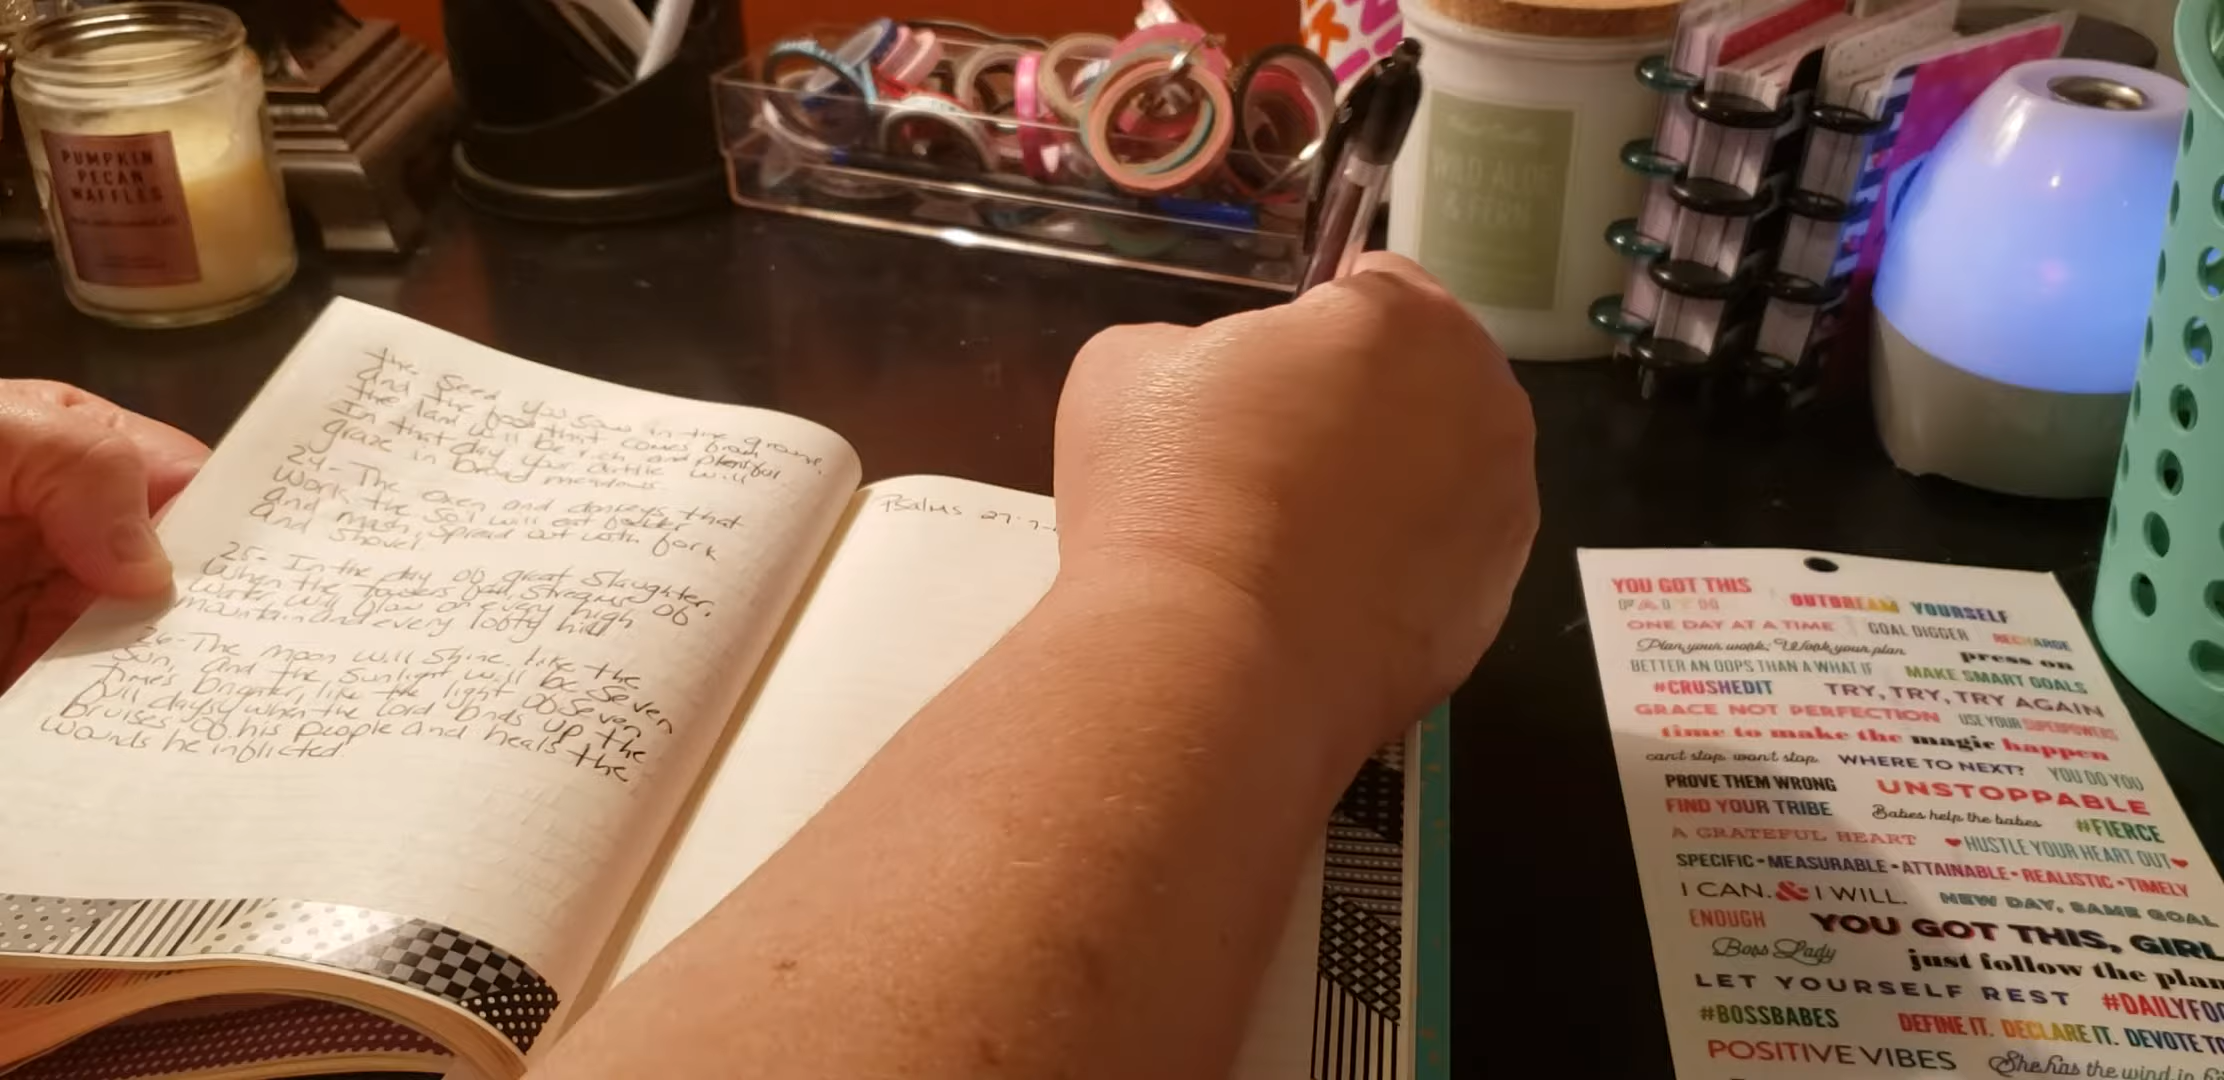 PUMPKIN
PECAN
WAFFLES
WILD ALOE
& FERN
the seed you sow in the ground,
and the food that comes from
the land will be rich and plentiful
In that day your cattle will
graze in broad meadows.
24- The oxen and donkeys that
work the soil will eat fodder
and mash, spread out with fork
and shovel.
25- In the day of great slaughter,
when the towers fall, streams of
water will flow on every high
mountain and every lofty hill
26- The moon will shine like the
sun, and the sunlight will be seven
times brighter, like the light of seven
full days, when the Lord binds up the
bruises of his people and heals the
wounds he inflicted.
Psalms 27:7-
YOU GOT THIS
OUTDREAM YOURSELF
ONE DAY AT A TIME GOAL DIGGER RECHARGE
Plan your work; Work your plan press on
BETTER AN OOPS THAN A WHAT IF MAKE SMART GOALS
#CRUSHEDIT TRY, TRY, TRY AGAIN
GRACE NOT PERFECTION USE YOUR SUPERPOWERS
time to make the magic happen
can't stop, won't stop WHERE TO NEXT? YOU DO YOU
PROVE THEM WRONG UNSTOPPABLE
FIND YOUR TRIBE Babes help the babes #FIERCE
A GRATEFUL HEART ♥HUSTLE YOUR HEART OUT♥
SPECIFIC • MEASURABLE • ATTAINABLE • REALISTIC • TIMELY
I CAN. & I WILL. NEW DAY, SAME GOAL
ENOUGH YOU GOT THIS, GIRL
Boss Lady just follow the plan
LET YOURSELF REST #DAILYFO
#BOSSBABES DEFINE IT. DECLARE IT. DEVOTE TO
POSITIVE VIBES She has the wind in